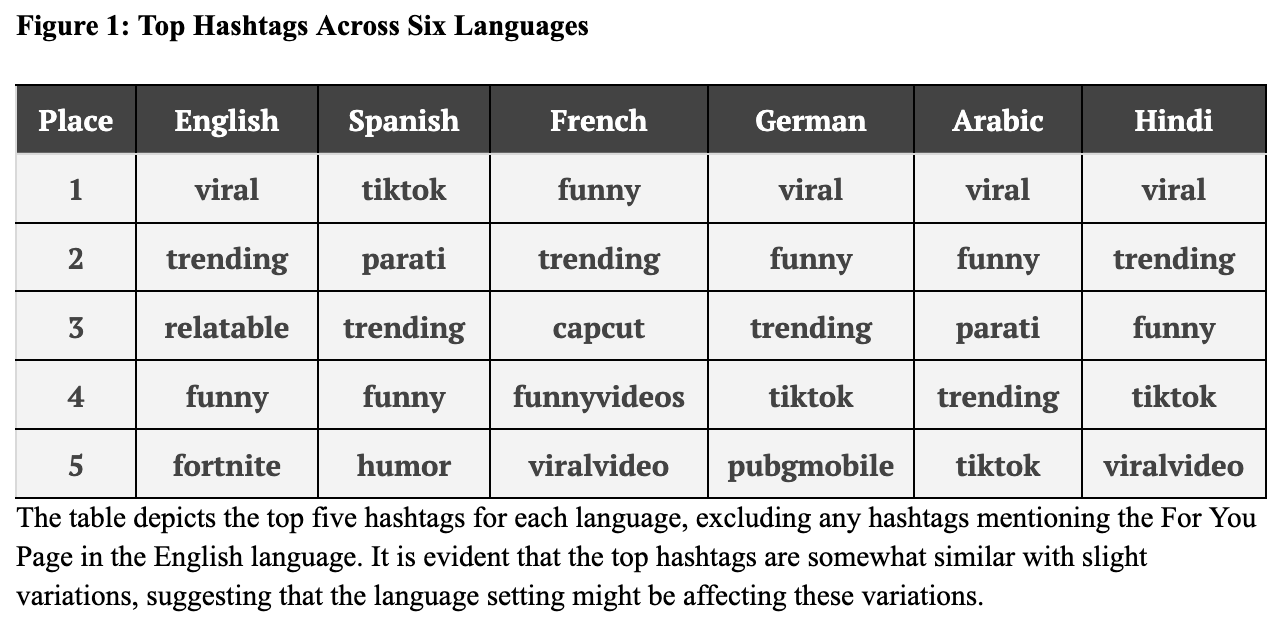 Figure 1: Top Hashtags Across Six Languages
Place English Spanish French German Arabic Hindi
1 viral tiktok funny viral viral viral
2 trending parati trending funny funny trending
3 relatable trending capcut trending parati funny
4 funny funny funnyvideos tiktok trending tiktok
5 fortnite humor viralvideo pubgmobile tiktok viralvideo
The table depicts the top five hashtags for each language, excluding any hashtags mentioning the For You
Page in the English language. It is evident that the top hashtags are somewhat similar with slight
variations, suggesting that the language setting might be affecting these variations.